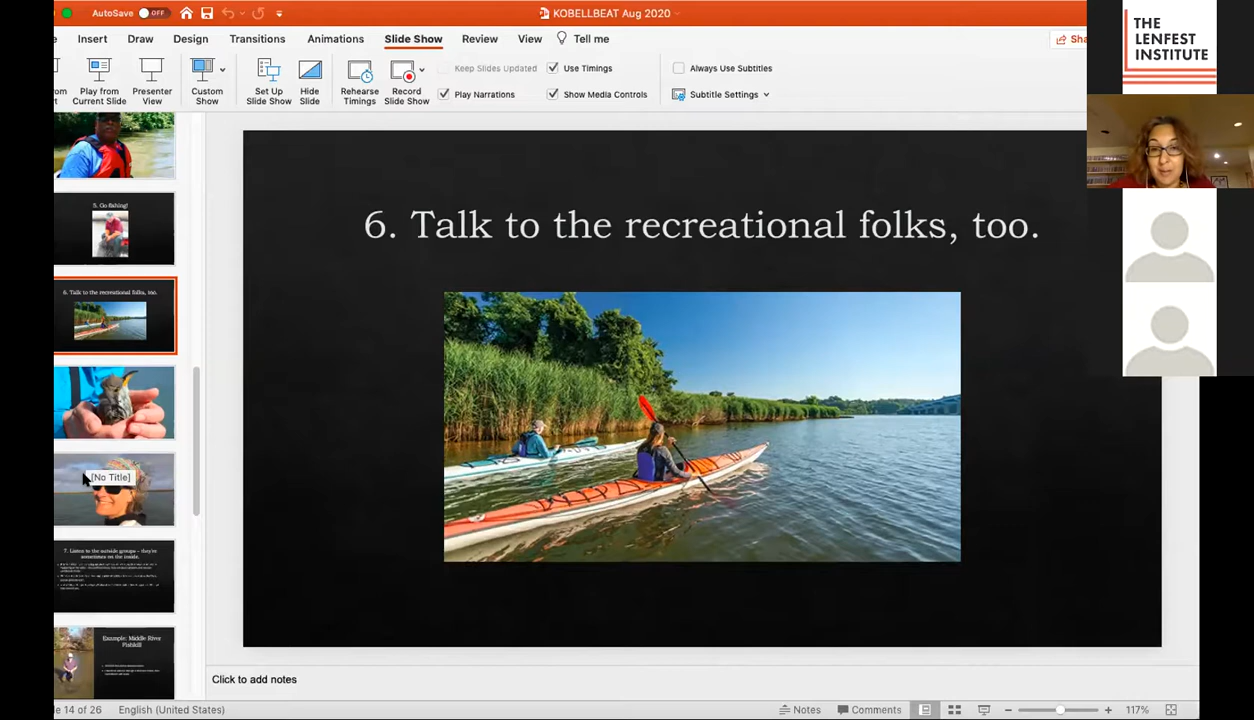 AutoSave OFF
KOBELLBEAT Aug 2020
Insert Draw Design Transitions Animations Slide Show Review View Tell me
Play from Current Slide
Presenter View
Custom Show
Set Up Slide Show
Hide Slide
Rehearse Timings
Record Slide Show
Keep Slides Updated
Use Timings
Play Narrations
Show Media Controls
Always Use Subtitles
Subtitle Settings
THE
LENFEST
INSTITUTE
5. Go fishing!
6. Talk to the recreational folks, too.
[No Title]
7. Listen to the outside groups – they're
sometimes on the inside.
Example: Middle River
Fishkill
6. Talk to the recreational folks, too.
Click to add notes
14 of 26
English (United States)
Notes
Comments
117%